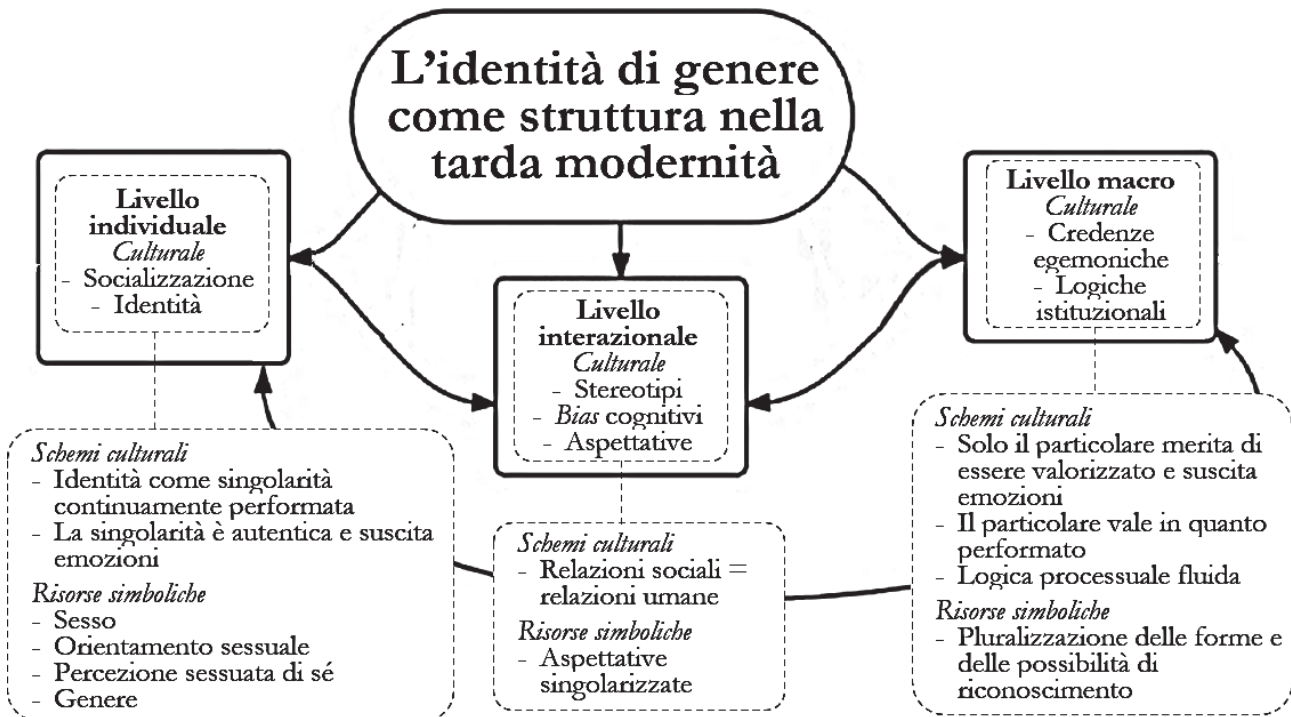 L'identità di genere
come struttura nella
tarda modernità
Livello
individuale
Culturale
- Socializzazione
- Identità
Livello
interazionale
Culturale
- Stereotipi
- Bias cognitivi
- Aspettative
Livello macro
Culturale
- Credenze
egemoniche
- Logiche
istituzionali
Schemi culturali
- Identità come singolarità
continuamente performata
- La singolarità è autentica e suscita
emozioni
Risorse simboliche
- Sesso
- Orientamento sessuale
- Percezione sessuata di sé
- Genere
Schemi culturali
- Relazioni sociali =
relazioni umane
Risorse simboliche
- Aspettative
singolarizzate
Schemi culturali
- Solo il particolare merita di
essere valorizzato e suscita
emozioni
- Il particolare vale in quanto
performato
- Logica processuale fluida
Risorse simboliche
- Pluralizzazione delle forme e
delle possibilità di
riconoscimento